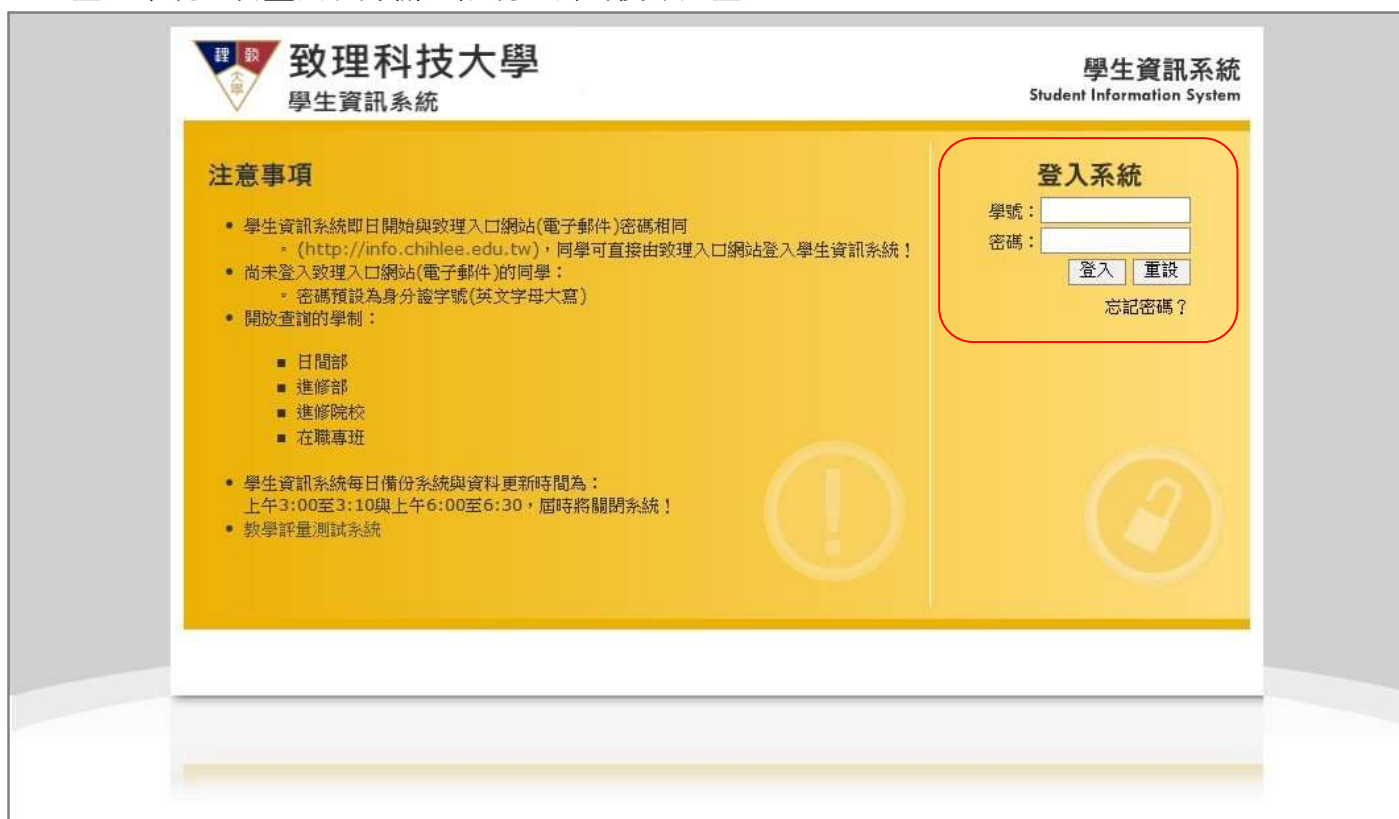 理 致
大學
致理科技大學
學生資訊系統
學生資訊系統
Student Information System
注意事項
• 學生資訊系統即日開始與致理入口網站(電子郵件)密碼相同
◦ (http://info.chihlee.edu.tw)，同學可直接由致理入口網站登入學生資訊系統！
• 尚未登入致理入口網站(電子郵件)的同學：
◦ 密碼預設為身分證字號(英文字母大寫)
• 開放查詢的學制：
■ 日間部
■ 進修部
■ 進修院校
■ 在職專班
• 學生資訊系統每日備份系統與資料更新時間為：
上午3:00至3:10與上午6:00至6:30，屆時將關閉系統！
• 教學評量測試系統
登入系統
學號：
密碼：
登入 重設
忘記密碼？